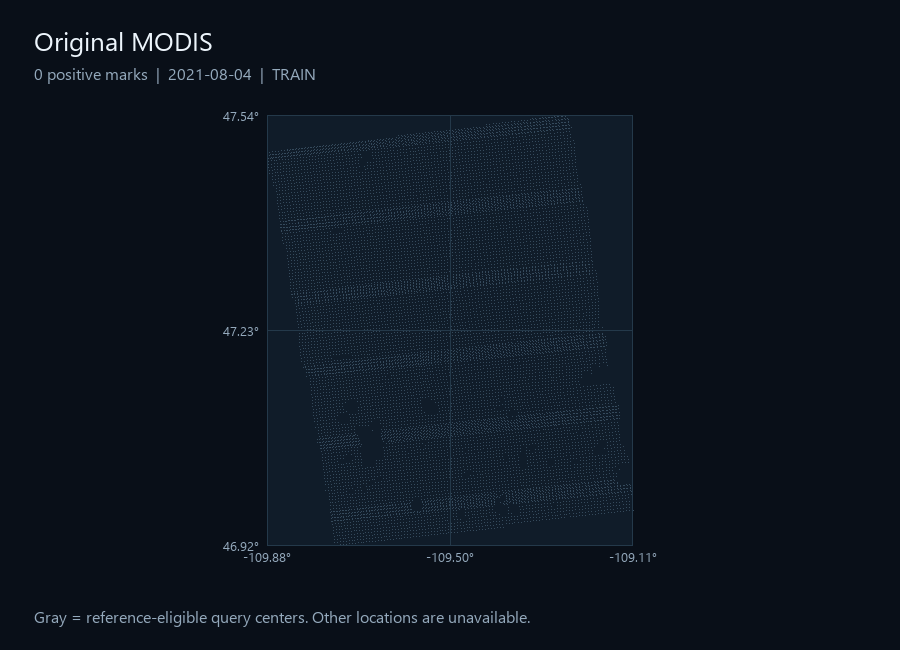 Original MODIS
0 positive marks | 2021-08-04 | TRAIN
47.54°
47.23°
46.92°
-109.88°
-109.50°
-109.11°
Gray = reference-eligible query centers. Other locations are unavailable.